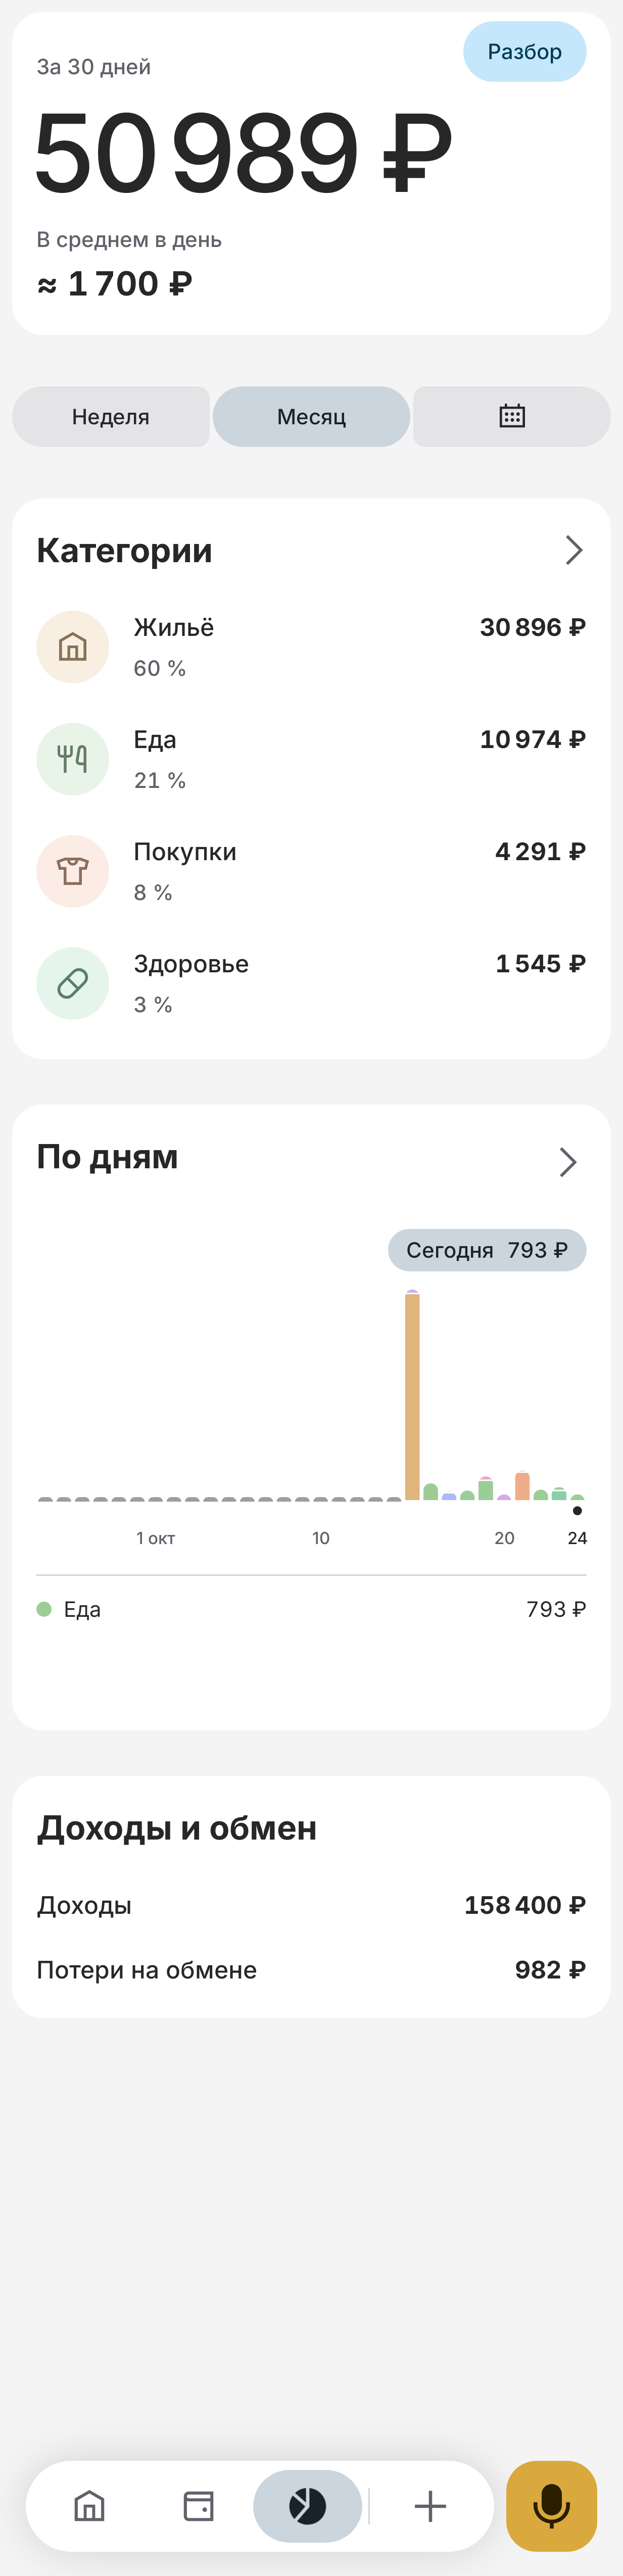 За 30 дней
Разбор
50 989 ₽
В среднем в день
≈ 1 700 ₽
Неделя
Месяц
Категории
Жильё
30 896 ₽
60 %
Еда
10 974 ₽
21 %
Покупки
4 291 ₽
8 %
Здоровье
1 545 ₽
3 %
По дням
Сегодня 793 ₽
1 окт 10 20 24
Еда
793 ₽
Доходы и обмен
Доходы
158 400 ₽
Потери на обмене
982 ₽